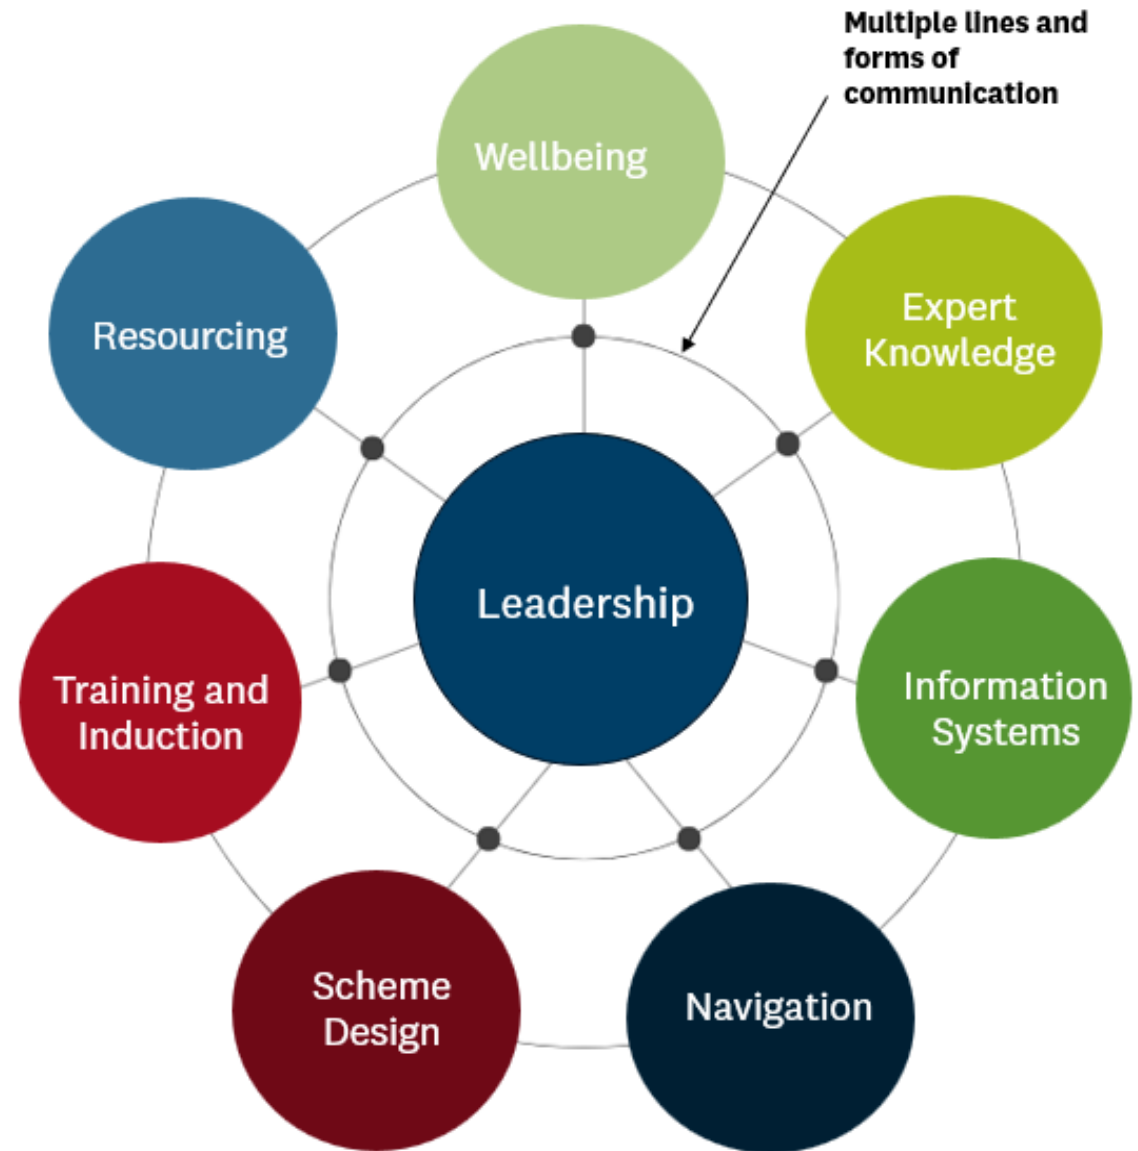 Multiple lines and
forms of
communication
Wellbeing
Expert
Knowledge
Resourcing
Leadership
Information
Systems
Training and
Induction
Scheme
Design
Navigation